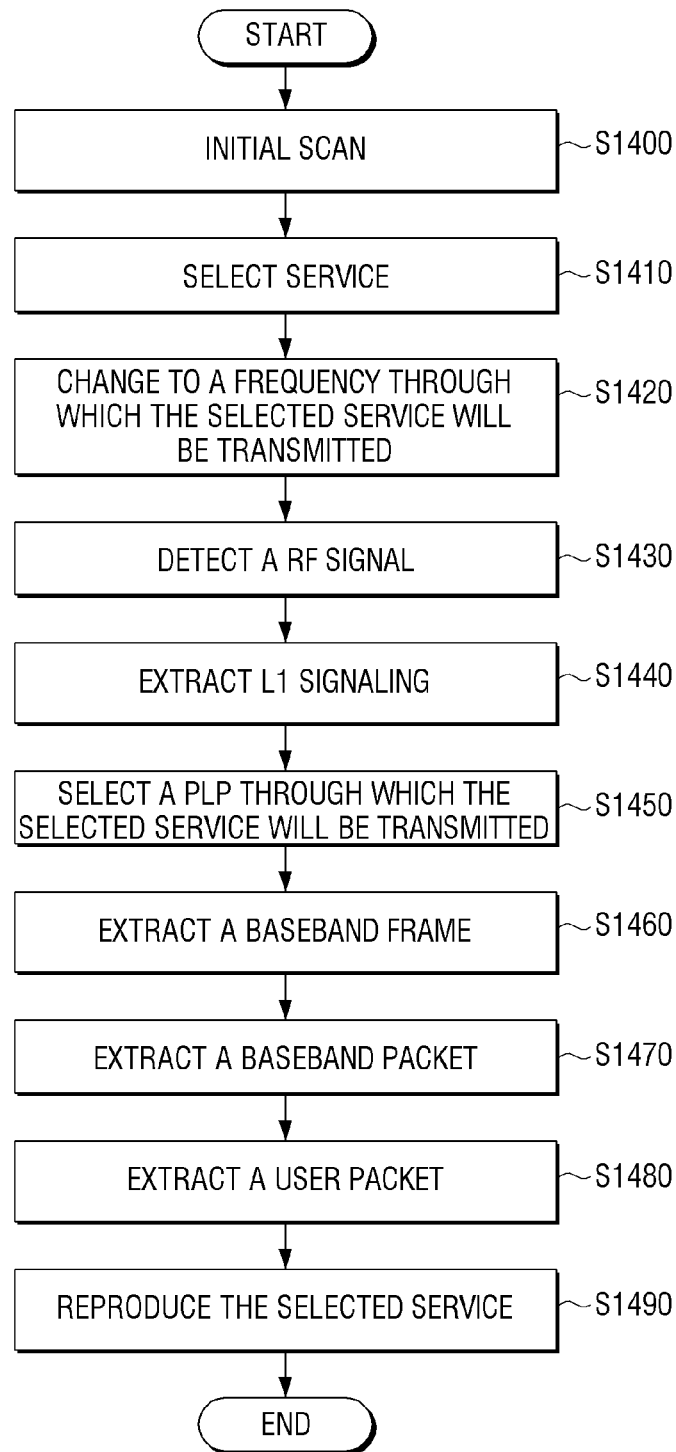 START
INITIAL SCAN
S1400
SELECT SERVICE
S1410
CHANGE TO A FREQUENCY THROUGH
WHICH THE SELECTED SERVICE WILL
BE TRANSMITTED
S1420
DETECT A RF SIGNAL
S1430
EXTRACT L1 SIGNALING
S1440
SELECT A PLP THROUGH WHICH THE
SELECTED SERVICE WILL BE TRANSMITTED
S1450
EXTRACT A BASEBAND FRAME
S1460
EXTRACT A BASEBAND PACKET
S1470
EXTRACT A USER PACKET
S1480
REPRODUCE THE SELECTED SERVICE
S1490
END